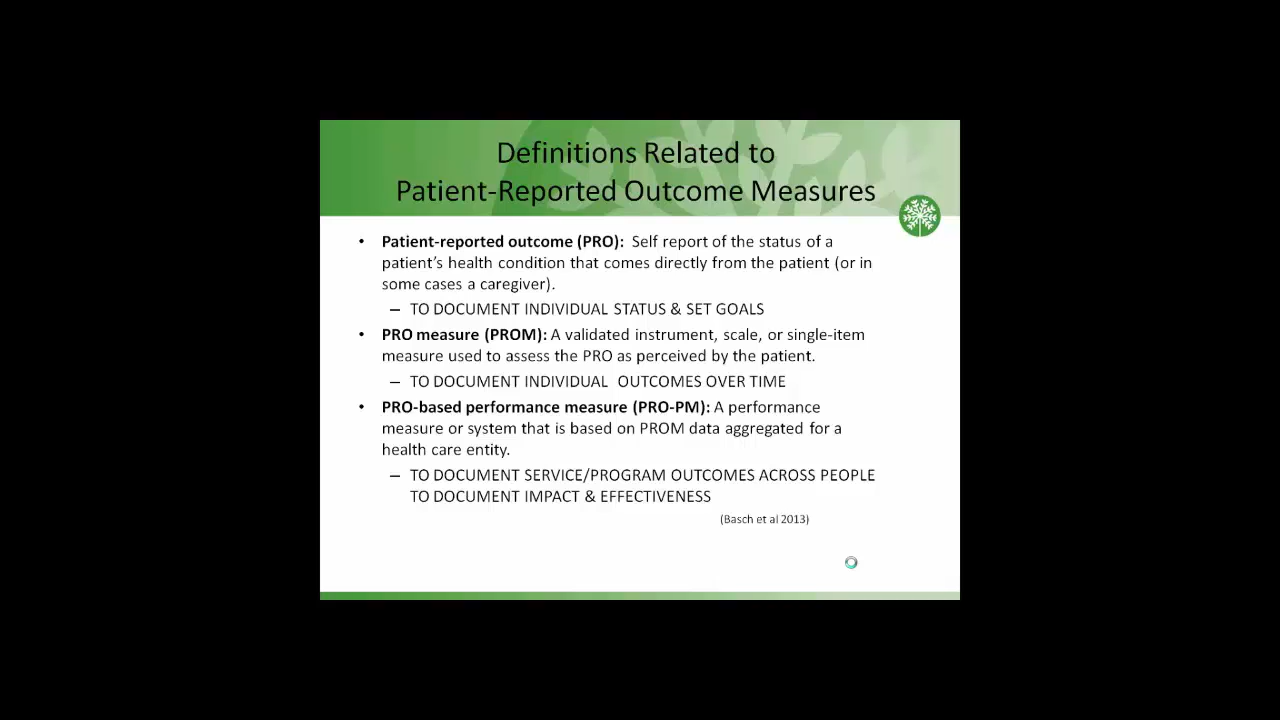 Definitions Related to
Patient-Reported Outcome Measures
• Patient-reported outcome (PRO): Self report of the status of a
patient's health condition that comes directly from the patient (or in
some cases a caregiver).
– TO DOCUMENT INDIVIDUAL STATUS & SET GOALS
• PRO measure (PROM): A validated instrument, scale, or single-item
measure used to assess the PRO as perceived by the patient.
– TO DOCUMENT INDIVIDUAL OUTCOMES OVER TIME
• PRO-based performance measure (PRO-PM): A performance
measure or system that is based on PROM data aggregated for a
health care entity.
– TO DOCUMENT SERVICE/PROGRAM OUTCOMES ACROSS PEOPLE
TO DOCUMENT IMPACT & EFFECTIVENESS
(Basch et al 2013)